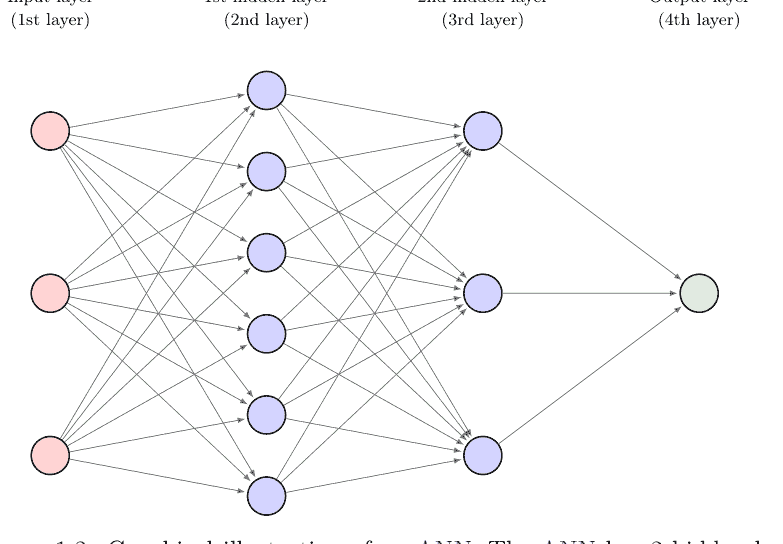 Input layer 1st hidden layer 2nd hidden layer Output layer
(1st layer) (2nd layer) (3rd layer) (4th layer)
1.2. Graphical illustration of an ANN. The ANN has 2 hidden l